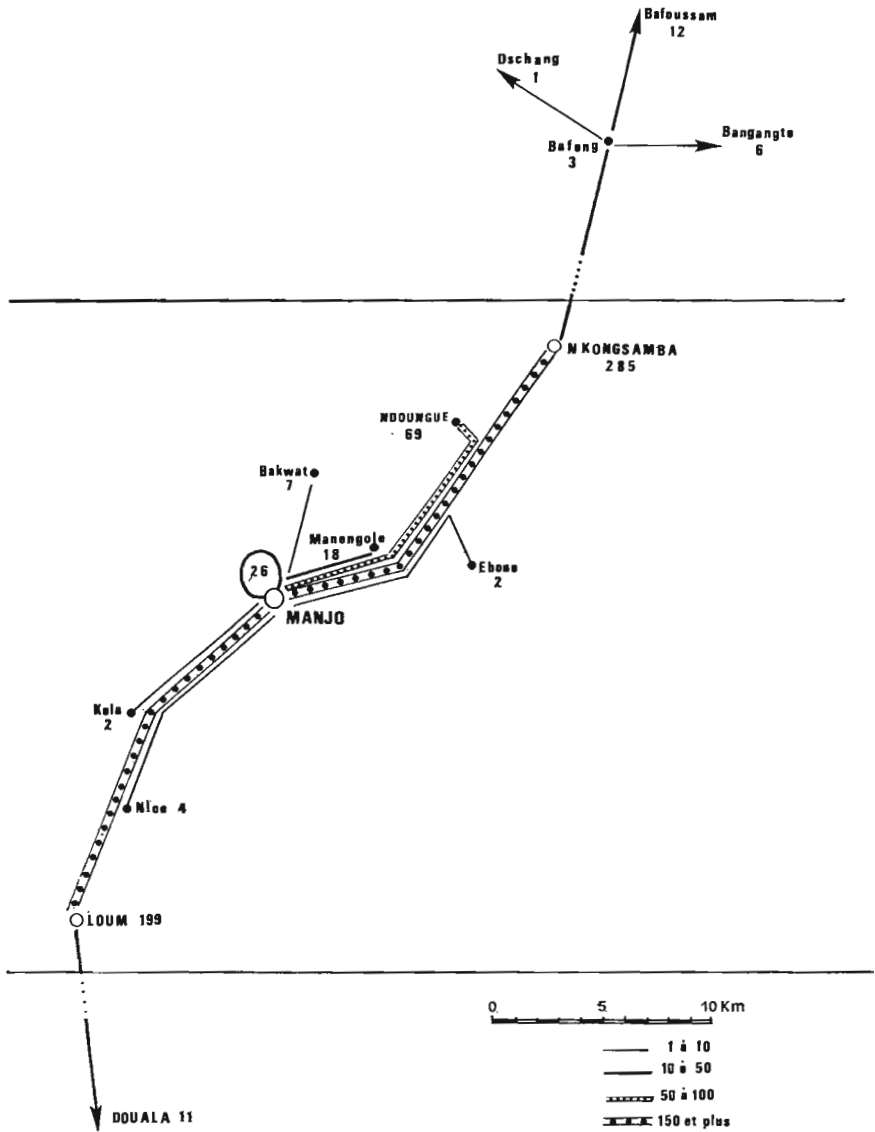 Bafoussam
12
Dschang
1
Bafang
3
Bangangte
6
NKONGSAMBA
285
NDOUNGUE
69
Bakwat
7
Manengole
18
26
Ebosa
2
MANJO
Kola
2
Nloe 4
LOUM 199
0 5 10 Km
1 à 10
10 à 50
50 à 100
150 et plus
DOUALA 11